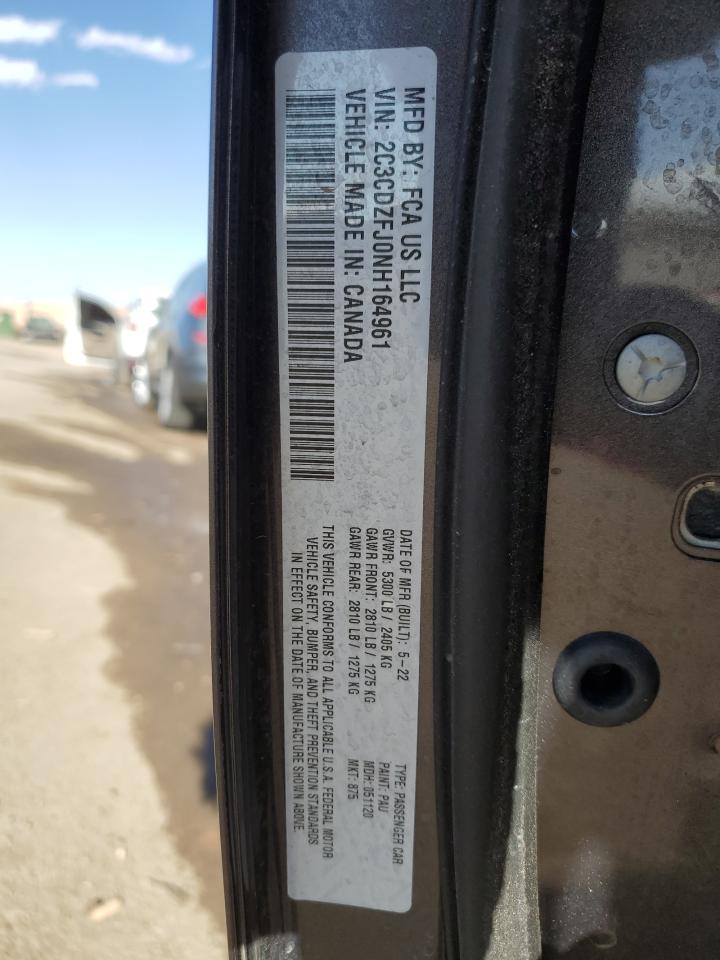 MFD BY: FCA US LLC
VIN: 2C3CDZFJ0NH164961
VEHICLE MADE IN: CANADA
DATE OF MFR (BUILT): 5-22
GVWR: 5300 LB / 2405 KG
GAWR FRONT: 2810 LB / 1275 KG
GAWR REAR: 2810 LB / 1275 KG
THIS VEHICLE CONFORMS TO ALL APPLICABLE U.S.A. FEDERAL MOTOR
VEHICLE SAFETY, BUMPER, AND THEFT PREVENTION STANDARDS
IN EFFECT ON THE DATE OF MANUFACTURE SHOWN ABOVE.
TYPE: PASSENGER CAR
PAINT: PAU
MDH: 051120
MKT: 875